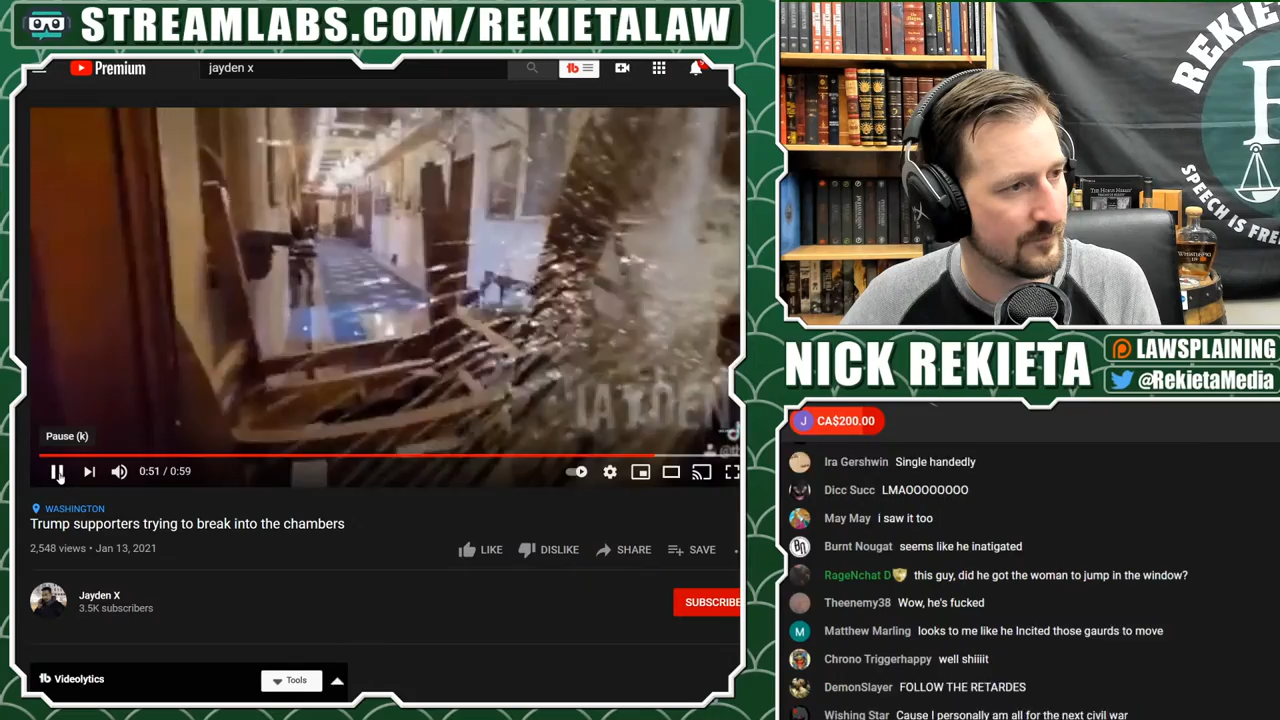 STREAMLABS.COM/REKIETALAW
Premium
jayden x
JAYDEN
Pause (k)
0:51 / 0:59
WASHINGTON
Trump supporters trying to break into the chambers
2,548 views • Jan 13, 2021
LIKE
DISLIKE
SHARE
SAVE
Jayden X
3.5K subscribers
SUBSCRIBE
Videolytics
Tools
SPEECH IS FRE
NICK REKIETA
LAWSPLAINING
@RekietaMedia
J CA$200.00
Ira Gershwin Single handedly
Dicc Succ LMAOOOOOOOO
May May i saw it too
Burnt Nougat seems like he inatigated
RageNchat D this guy, did he got the woman to jump in the window?
Theenemy38 Wow, he's fucked
M Matthew Marling looks to me like he Incited those gaurds to move
Chrono Triggerhappy well shiiiit
DemonSlayer FOLLOW THE RETARDES
Wishing Star Cause I personally am all for the next civil war